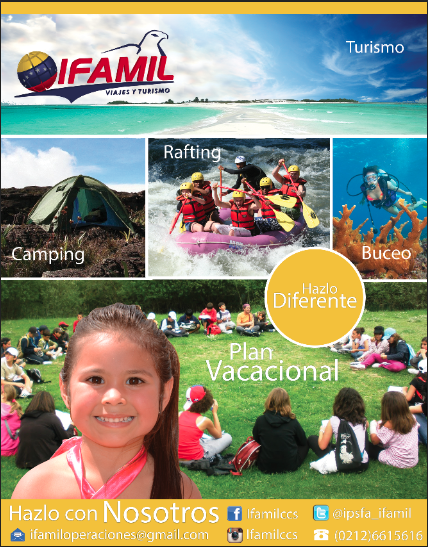 IFAMIL
VIAJES Y TURISMO
Turismo
Rafting
Camping
Buceo
Hazlo
Diferente
Plan
Vacacional
Hazlo con Nosotros
Ifamilccs
@ipsfa_ifamil
ifamiloperaciones@gmail.com
Ifamilccs
(0212)6615616